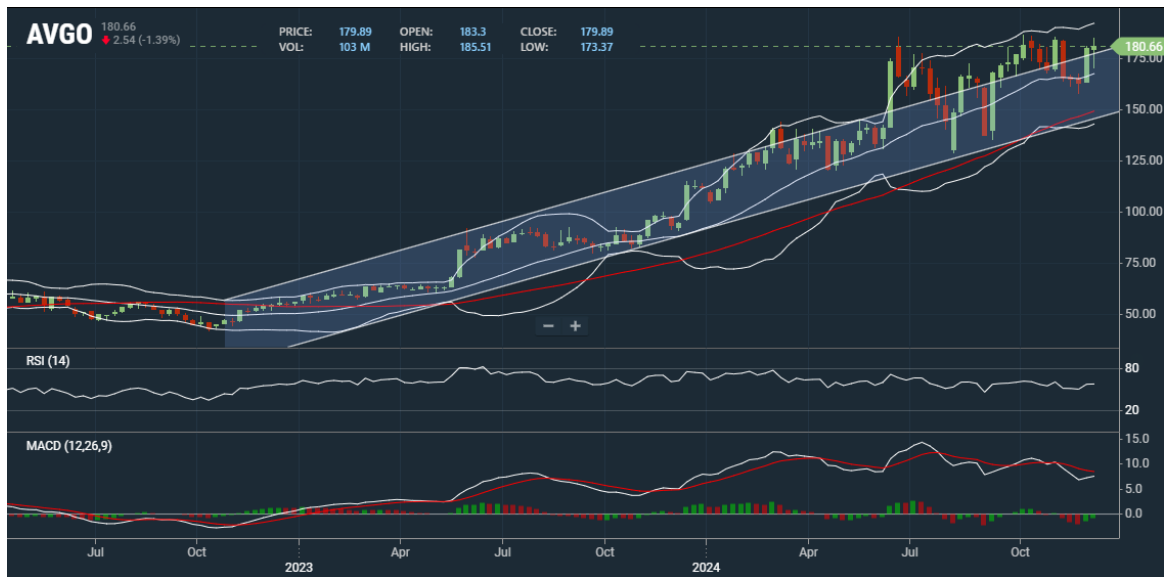 AVGO 180.66
2.54 (-1.39%)
PRICE: 179.89 OPEN: 183.3 CLOSE: 179.89
VOL: 103 M HIGH: 185.51 LOW: 173.37
180.66
175.00
150.00
125.00
100.00
75.00
50.00
− +
RSI (14)
80
20
MACD (12,26,9)
15.0
10.0
5.0
0.0
Jul Oct Apr Jul Oct Apr Jul Oct
2023 2024